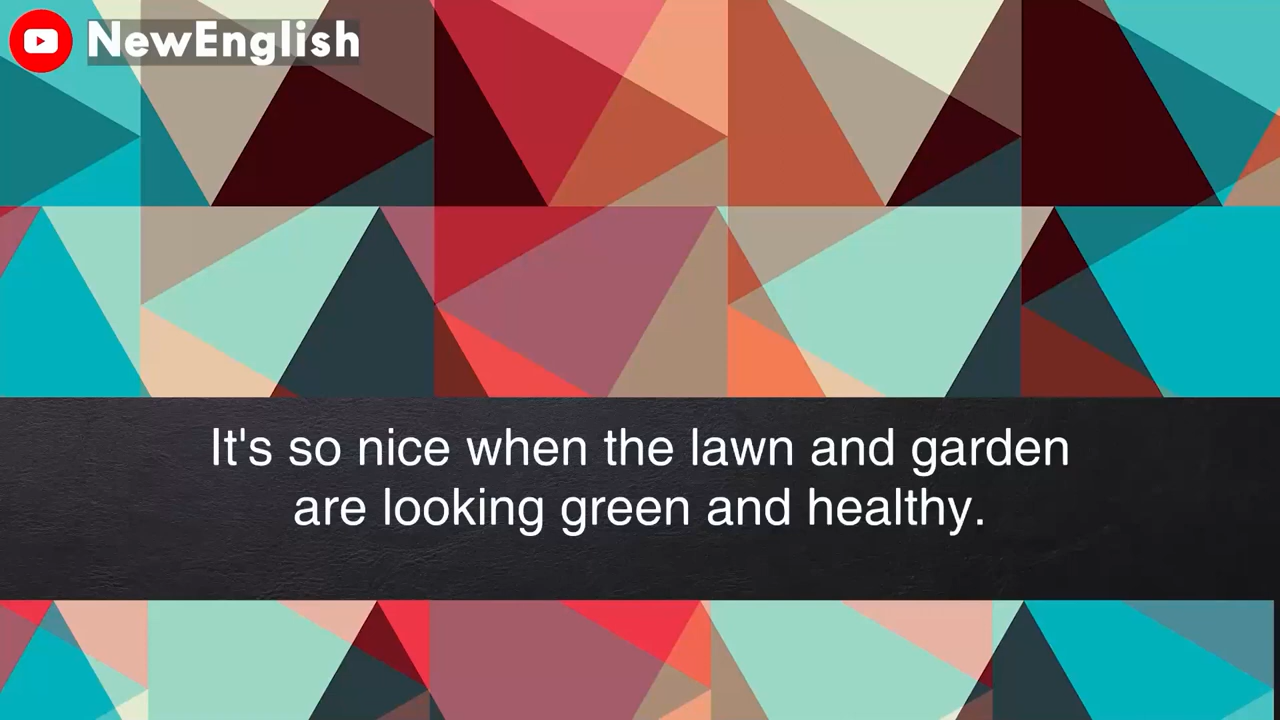 NewEnglish
It's so nice when the lawn and garden
are looking green and healthy.